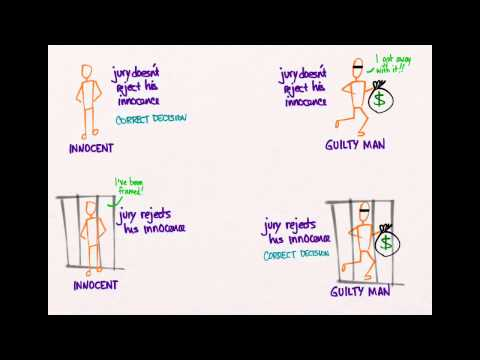 jury doesn't
reject his
innocence
CORRECT DECISION
INNOCENT
jury doesn't
reject his
innocence
I got away
with it!!
$
GUILTY MAN
I've been
framed!
jury rejects
his innocence
INNOCENT
jury rejects
his innocence
CORRECT DECISION
$
GUILTY MAN